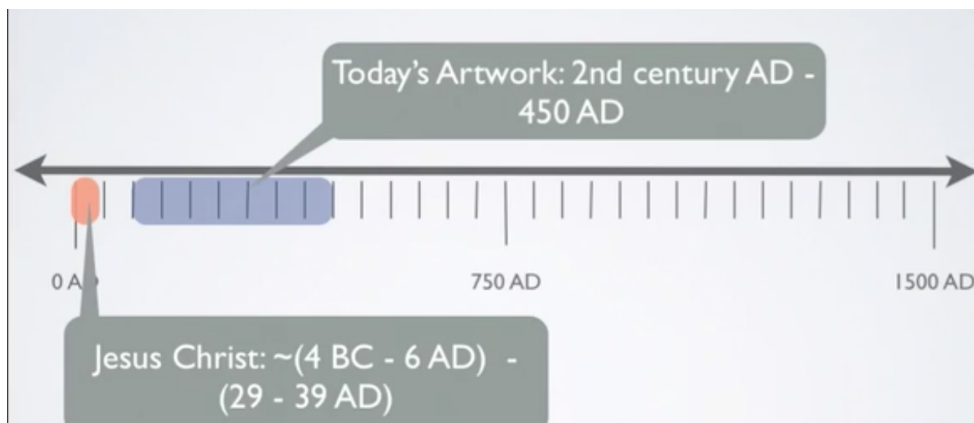 Today's Artwork: 2nd century AD -
450 AD
0 AD
750 AD
1500 AD
Jesus Christ: ~(4 BC - 6 AD) -
(29 - 39 AD)